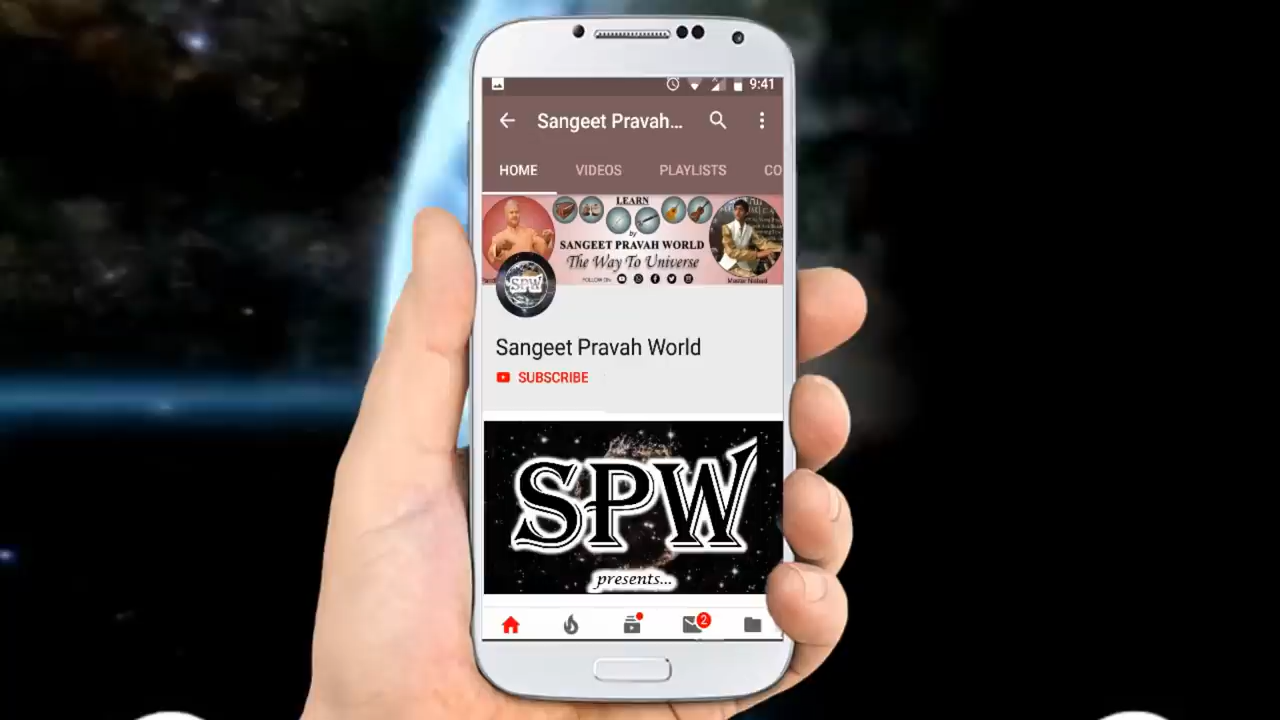 9:41
Sangeet Pravah...
HOME VIDEOS PLAYLISTS CO
LEARN
by
SANGEET PRAVAH WORLD
The Way To Universe
FOLLOW ON
SPW
Sangeet Pravah World
SUBSCRIBE
SPW
presents...
2